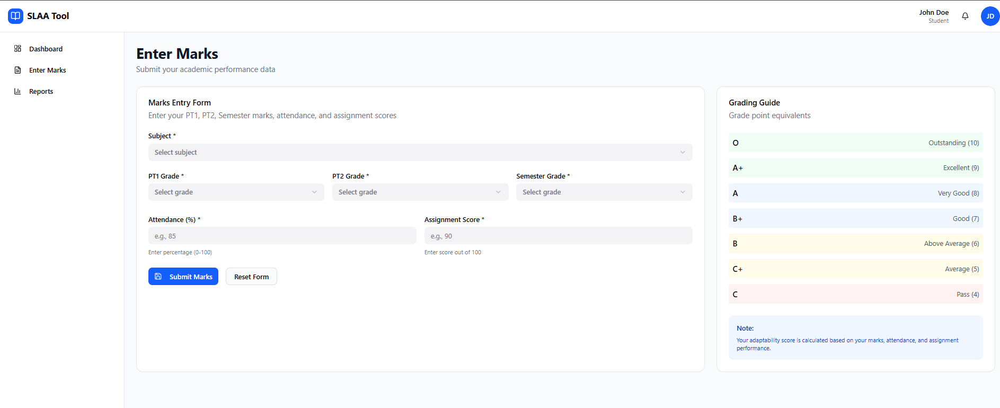 SLAA Tool
John Doe
Student
JD
Dashboard
Enter Marks
Reports
Enter Marks
Submit your academic performance data
Marks Entry Form
Enter your PT1, PT2, Semester marks, attendance, and assignment scores
Subject *
Select subject
PT1 Grade *
PT2 Grade *
Semester Grade *
Select grade
Select grade
Select grade
Attendance (%) *
Assignment Score *
e.g., 85
e.g., 90
Enter percentage (0-100)
Enter score out of 100
Submit Marks
Reset Form
Grading Guide
Grade point equivalents
O Outstanding (10)
A+ Excellent (9)
A Very Good (8)
B+ Good (7)
B Above Average (6)
C+ Average (5)
C Pass (4)
Note:
Your adaptability score is calculated based on your marks, attendance, and assignment
performance.